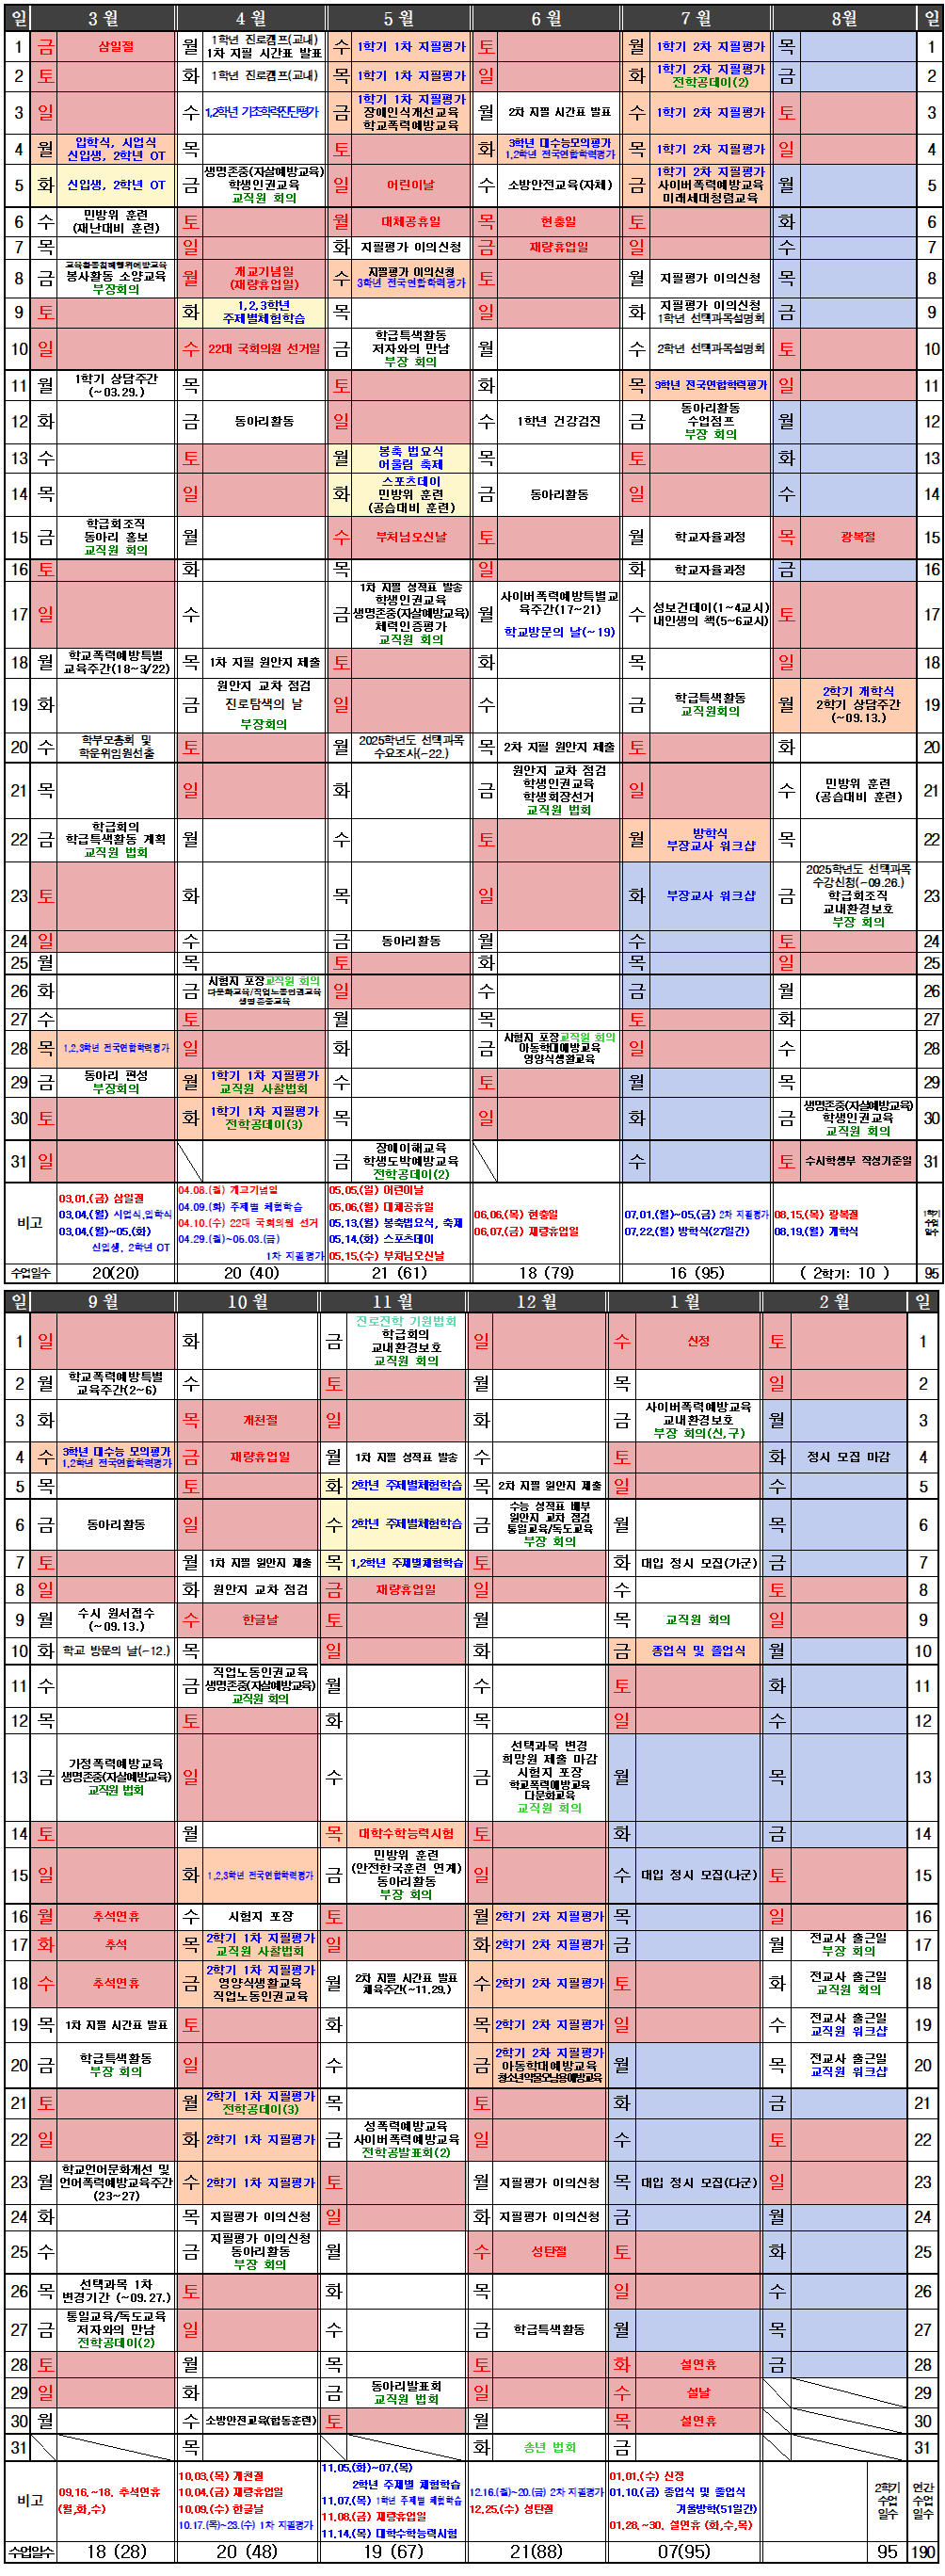 일 3월 4월 5월 6월 7월 8월 일
1 금 삼일절 월 1학년 진로캠프(교내) 수 1학기 1차 지필평가 토 월 1학기 2차 지필평가 목 1
1차 지필 시간표 발표
2 토 화 1학년 진로캠프(교내) 목 1학기 1차 지필평가 일 화 1학기 2차 지필평가 금 2
전학공데이(2)
3 일 수 1,2학년 기초학력진단평가 금 1학기 1차 지필평가 월 2차 지필 시간표 발표 수 1학기 2차 지필평가 토 3
장애인식개선교육
학교폭력예방교육
4 월 입학식, 시업식 목 토 화 3학년 대수능모의평가 목 1학기 2차 지필평가 일 4
신입생, 2학년 OT 1,2학년 전국연합학력평가
5 화 신입생, 2학년 OT 금 생명존중(자살예방교육) 일 어린이날 수 소방안전교육(자체) 금 1학기 2차 지필평가 월 5
학생인권교육 사이버폭력예방교육
교직원 회의 미래세대청렴교육
6 수 민방위 훈련 토 월 대체공휴일 목 현충일 토 화 6
(재난대비 훈련)
7 목 일 화 지필평가 이의신청 금 재량휴업일 일 수 7
8 금 교육활동침해행위예방교육 월 개교기념일 수 지필평가 이의신청 토 월 지필평가 이의신청 목 8
봉사활동 소양교육 (재량휴업일) 3학년 전국연합학력평가
부장회의
9 토 화 1,2,3학년 목 일 화 지필평가 이의신청 금 9
주제별체험학습 1학년 선택과목설명회
10 일 수 22대 국회의원 선거일 금 학급특색활동 월 수 2학년 선택과목설명회 토 10
저자와의 만남
부장 회의
11 월 1학기 상담주간 목 토 화 목 3학년 전국연합학력평가 일 11
(~03.29.)
12 화 금 동아리활동 일 수 1학년 건강검진 금 동아리활동 월 12
수업점프
부장 회의
13 수 토 월 봉축 법요식 목 토 화 13
어울림 축제
14 목 일 화 스포츠데이 금 동아리활동 일 수 14
민방위 훈련
(공습대비 훈련)
15 금 학급회조직 월 수 부처님오신날 토 월 학교자율과정 목 광복절 15
동아리 홍보
교직원 회의
16 토 화 목 일 화 학교자율과정 금 16
17 일 수 금 1차 지필 성적표 발송 월 사이버폭력예방특별교 수 성보건데이(1~4교시) 토 17
학생인권교육 육주간(17~21) 내인생의 책(5~6교시)
생명존중(자살예방교육)
체력인증평가 학교방문의 날(~19)
교직원 회의
18 월 학교폭력예방특별 목 1차 지필 원안지 제출 토 화 목 일 18
교육주간(18~3/22)
19 화 금 원안지 교차 점검 일 수 금 학급특색활동 월 2학기 개학식 19
진로탐색의 날 교직원회의 2학기 상담주간
부장회의 (~09.13.)
20 수 학부모총회 및 토 월 2025학년도 선택과목 목 2차 지필 원안지 제출 토 화 20
학운위임원선출 수요조사(~22.)
21 목 일 화 금 원안지 교차 점검 일 수 민방위 훈련 21
학생인권교육 (공습대비 훈련)
학생회장선거
교직원 법회
22 금 학급회의 월 수 토 월 방학식 목 22
학급특색활동 계획 부장교사 워크샵
교직원 법회
23 토 화 목 일 화 부장교사 워크샵 금 2025학년도 선택과목 23
수강신청(~09.26.)
학급회조직
교내환경보호
부장 회의
24 일 수 금 동아리활동 월 수 토 24
25 월 목 토 화 목 일 25
26 화 금 시험지 포장교직원 회의 일 수 금 월 26
다문화교육/직업노동인권교육
생명존중교육
27 수 토 월 목 토 화 27
28 목 1,2,3학년 전국연합학력평가 일 화 금 시험지 포장교직원 회의 일 수 28
아동학대예방교육
영양식생활교육
29 금 동아리 편성 월 1학기 1차 지필평가 수 토 월 목 29
부장회의 교직원 사찰법회
30 토 화 1학기 1차 지필평가 목 일 화 금 생명존중(자살예방교육) 30
전학공데이(3) 학생인권교육
교직원 회의
31 일 금 장애이해교육 수 토 수시학생부 작성기준일 31
학생도박예방교육
전학공데이(2)
비고 03.01.(금) 삼일절 04.08.(월) 개교기념일 05.05.(일) 어린이날 06.06.(목) 현충일 07.01.(월)~05.(금) 2차 지필평가 08.15.(목) 광복절 1학기 수업일수
03.04.(월) 시업식,입학식 04.09.(화) 주제별 체험학습 05.06.(월) 대체공휴일 06.07.(금) 재량휴업일 07.22.(월) 방학식(27일간) 08.19.(월) 개학식
03.04.(월)~05.(화) 04.10.(수) 22대 국회의원 선거 05.13.(월) 봉축법요식, 축제
신입생, 2학년 OT 04.29.(월)~05.03.(금) 05.14.(화) 스포츠데이
1차 지필평가 05.15.(수) 부처님오신날
수업일수 20(20) 20 (40) 21 (61) 18 (79) 16 (95) ( 2학기: 10 ) 95
일 9월 10월 11월 12월 1월 2월 일
1 일 화 금 진로진학 기원법회 일 수 신정 토 1
학급회의
교내환경보호
교직원 회의
2 월 학교폭력예방특별 수 토 월 목 일 2
교육주간(2~6)
3 화 목 개천절 일 화 금 사이버폭력예방교육 월 3
교내환경보호
부장 회의(신,구)
4 수 3학년 대수능 모의평가 금 재량휴업일 월 1차 지필 성적표 발송 수 토 화 정시 모집 마감 4
1,2학년 전국연합학력평가
5 목 토 화 2학년 주제별체험학습 목 2차 지필 원안지 제출 일 수 5
6 금 동아리활동 일 수 2학년 주제별체험학습 금 수능 성적표 배부 월 목 6
원안지 교차 점검
통일교육/독도교육
부장 회의
7 토 월 1차 지필 원안지 제출 목 1,2학년 주제별체험학습 토 화 대입 정시 모집(가군) 금 7
8 일 화 원안지 교차 점검 금 재량휴업일 일 수 토 8
9 월 수시 원서접수 수 한글날 토 월 목 교직원 회의 일 9
(~09.13.)
10 화 학교 방문의 날(~12.) 목 일 화 금 종업식 및 졸업식 월 10
11 수 금 직업노동인권교육 월 수 토 화 11
생명존중(자살예방교육)
교직원 회의
12 목 토 화 목 일 수 12
13 금 가정폭력예방교육 일 수 금 선택과목 변경 월 목 13
생명존중(자살예방교육) 희망원 제출 마감
교직원 법회 시험지 포장
학교폭력예방교육
다문화교육
교직원 회의
14 토 월 목 대학수학능력시험 토 화 금 14
15 일 화 1,2,3학년 전국연합학력평가 금 민방위 훈련 일 수 대입 정시 모집(나군) 토 15
(안전한국훈련 연계)
동아리활동
부장 회의
16 월 추석연휴 수 시험지 포장 토 월 2학기 2차 지필평가 목 일 16
17 화 추석 목 2학기 1차 지필평가 일 화 2학기 2차 지필평가 금 월 전교사 출근일 17
교직원 사찰법회 부장 회의
18 수 추석연휴 금 2학기 1차 지필평가 월 2차 지필 시간표 발표 수 2학기 2차 지필평가 토 화 전교사 출근일 18
영양식생활교육 체육주간(~11.29.) 교직원 회의
직업노동인권교육
19 목 1차 지필 시간표 발표 토 화 목 2학기 2차 지필평가 일 수 전교사 출근일 19
교직원 워크샵
20 금 학급특색활동 일 수 금 2학기 2차 지필평가 월 목 전교사 출근일 20
부장 회의 아동학대예방교육 교직원 워크샵
청소년약물오남용예방교육
21 토 월 2학기 1차 지필평가 목 토 화 금 21
전학공데이(3)
22 일 화 2학기 1차 지필평가 금 성폭력예방교육 일 수 토 22
사이버폭력예방교육
전학공발표회(2)
23 월 학교언어문화개선 및 수 2학기 1차 지필평가 토 월 지필평가 이의신청 목 대입 정시 모집(다군) 일 23
언어폭력예방교육주간
(23~27)
24 화 목 지필평가 이의신청 일 화 지필평가 이의신청 금 월 24
25 수 금 지필평가 이의신청 월 수 성탄절 토 화 25
동아리활동
부장 회의
26 목 선택과목 1차 토 화 목 일 수 26
변경기간 (~09.27.)
27 금 통일교육/독도교육 일 수 금 학급특색활동 월 목 27
저자와의 만남
전학공데이(2)
28 토 월 목 토 화 설연휴 금 28
29 일 화 금 동아리발표회 일 수 설날 29
교직원 법회
30 월 수 소방안전교육(합동훈련) 토 월 목 설연휴 30
31 목 화 송년 법회 금 31
비고 09.16.~18. 추석연휴 10.03.(목) 개천절 11.05.(화)~07.(목) 12.16.(월)~20.(금) 2차 지필평가 01.01.(수) 신정 2학기 수업일수 연간 수업일수
(월,화,수) 10.04.(금) 재량휴업일 2학년 주제별 체험학습 12.25.(수) 성탄절 01.10.(금) 종업식 및 졸업식
10.09.(수) 한글날 11.07.(목) 1학년 주제별 체험학습 겨울방학(51일간)
10.17.(목)~23.(수) 1차 지필평가 11.08.(금) 재량휴업일 01.28.~30. 설연휴 (화,수,목)
11.14.(목) 대학수학능력시험
수업일수 18 (28) 20 (48) 19 (67) 21(88) 07(95) 95 190